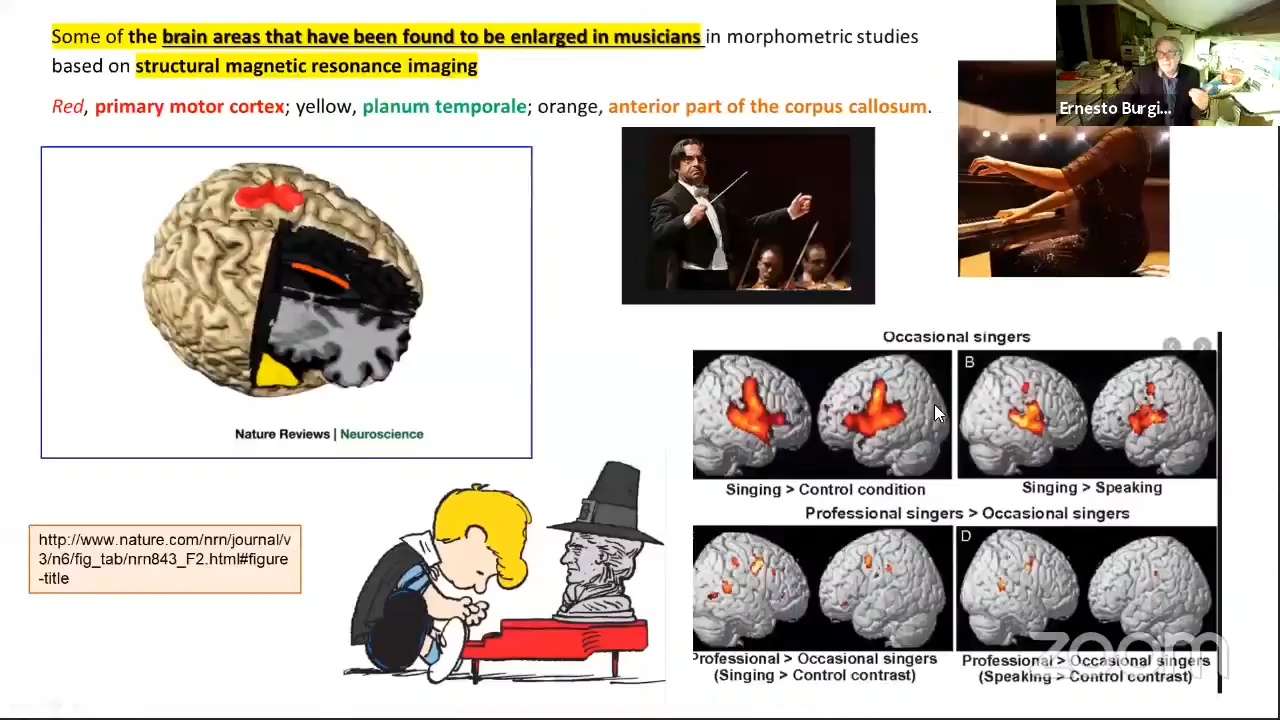 Some of the brain areas that have been found to be enlarged in musicians in morphometric studies
based on structural magnetic resonance imaging
Red, primary motor cortex; yellow, planum temporale; orange, anterior part of the corpus callosum.
Ernesto Burgi...
Nature Reviews | Neuroscience
http://www.nature.com/nrn/journal/v
3/n6/fig_tab/nrn843_F2.html#figure
-title
Occasional singers
B
Singing > Control condition
Singing > Speaking
Professional singers > Occasional singers
D
Professional > Occasional singers
(Singing > Control contrast)
Professional > Occasional singers
(Speaking > Control contrast)
zoom